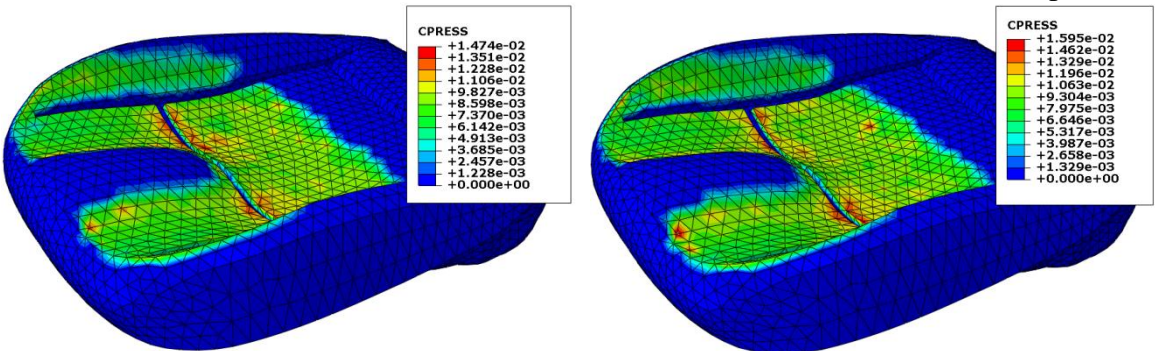 CPRESS
+1.474e-02
+1.351e-02
+1.228e-02
+1.106e-02
+9.827e-03
+8.598e-03
+7.370e-03
+6.142e-03
+4.913e-03
+3.685e-03
+2.457e-03
+1.228e-03
+0.000e+00
CPRESS
+1.595e-02
+1.462e-02
+1.329e-02
+1.196e-02
+1.063e-02
+9.304e-03
+7.975e-03
+6.646e-03
+5.317e-03
+3.987e-03
+2.658e-03
+1.329e-03
+0.000e+00